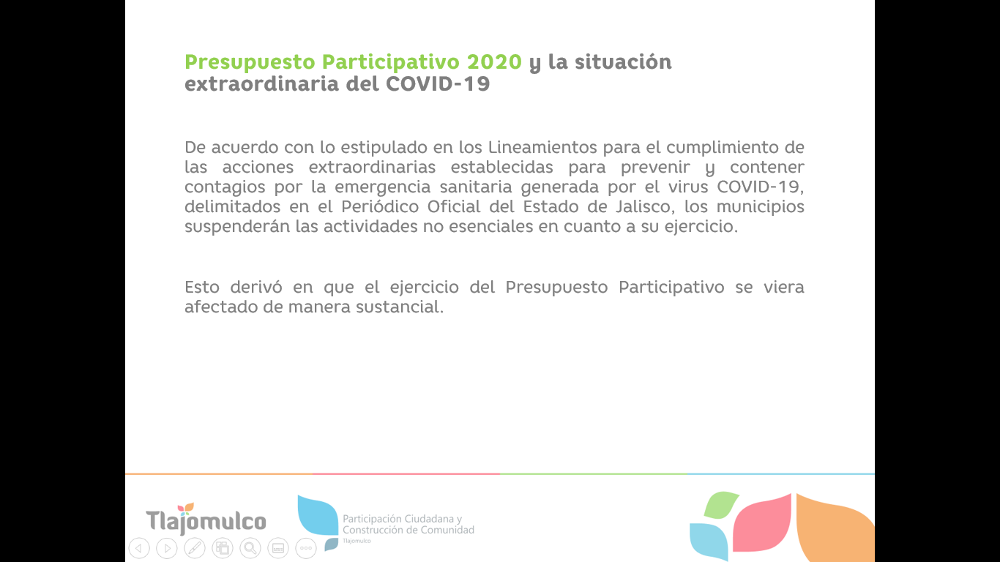 Presupuesto Participativo 2020 y la situación
extraordinaria del COVID-19
De acuerdo con lo estipulado en los Lineamientos para el cumplimiento de
las acciones extraordinarias establecidas para prevenir y contener
contagios por la emergencia sanitaria generada por el virus COVID-19,
delimitados en el Periódico Oficial del Estado de Jalisco, los municipios
suspenderán las actividades no esenciales en cuanto a su ejercicio.
Esto derivó en que el ejercicio del Presupuesto Participativo se viera
afectado de manera sustancial.
Tlajomulco
Participación Ciudadana y
Construcción de Comunidad
Tlajomulco